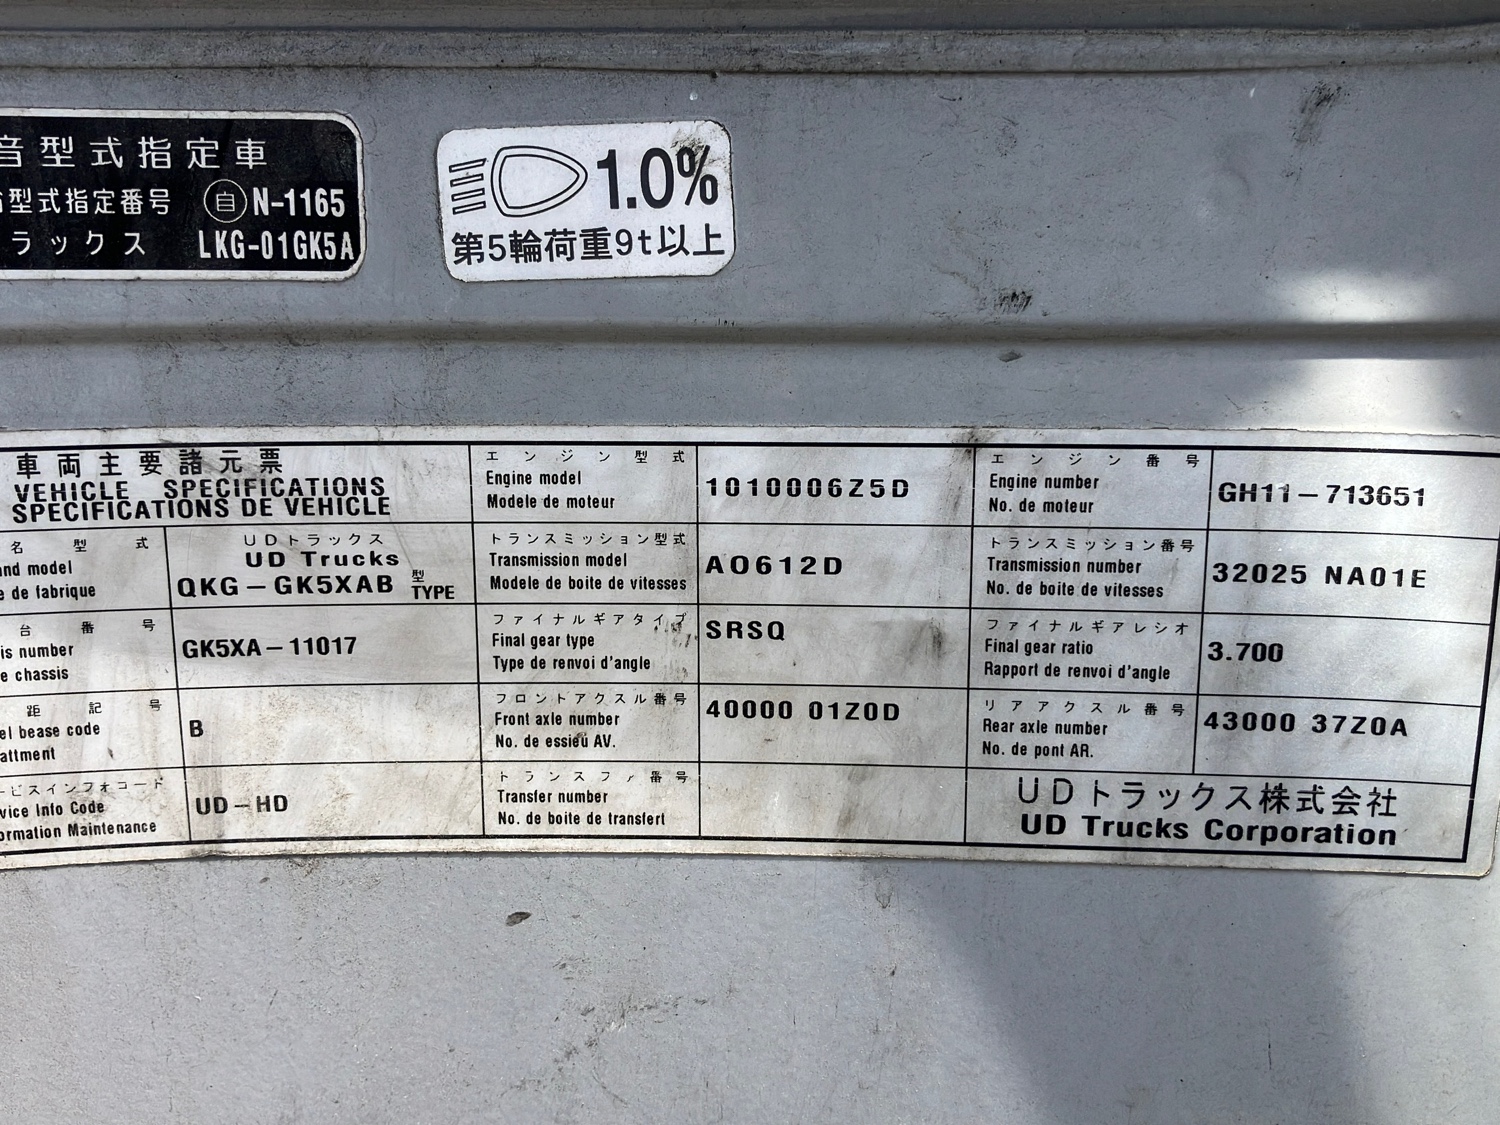 音型式指定車
型式指定番号 自 N-1165
ラックス LKG-01GK5A
1.0%
第5輪荷重9t以上
車両主要諸元票
VEHICLE SPECIFICATIONS
SPECIFICATIONS DE VEHICLE
名型式
nd model
e de fabrique
UDトラックス
UD Trucks
QKG-GK5XAB 型 TYPE
エンジン型式
Engine model
Modele de moteur
1010006Z5D
エンジン番号
Engine number
No. de moteur
GH11-713651
トランスミッション型式
Transmission model
Modele de boite de vitesses
A0612D
トランスミッション番号
Transmission number
No. de boite de vitesses
32025 NA01E
台番号
is number
e chassis
GK5XA-11017
ファイナルギアタイプ
Final gear type
Type de renvoi d'angle
SRSQ
ファイナルギアレシオ
Final gear ratio
Rapport de renvoi d'angle
3.700
距記号
el bease code
attment
B
フロントアクスル番号
Front axle number
No. de essieu AV.
40000 01Z0D
リアアクスル番号
Rear axle number
No. de pont AR.
43000 37Z0A
ービスインフォコード
vice Info Code
ormation Maintenance
UD-HD
トランスファ番号
Transfer number
No. de boite de transfert
UDトラックス株式会社
UD Trucks Corporation